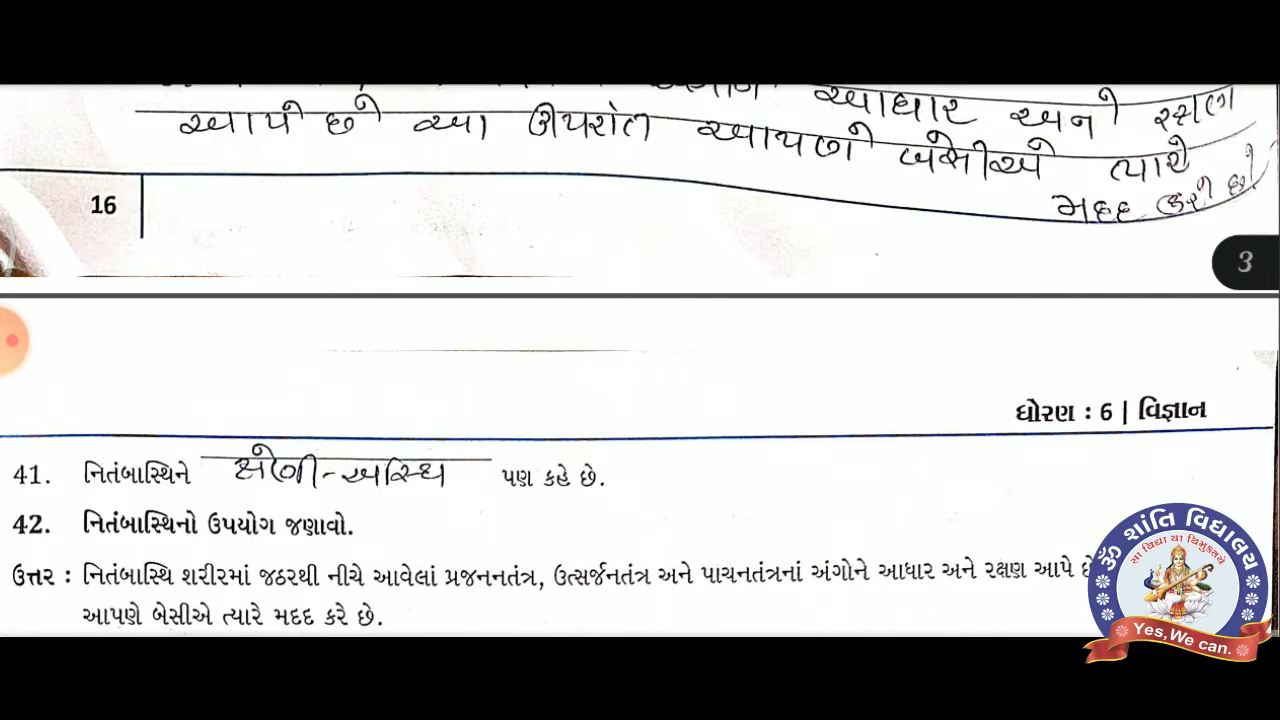 આધાર અને રક્ષણ
આપે છે આ ઊપરાંત આપણે બેસીએ ત્યારે
મદદ કરે છે
16
3
ધોરણ : 6 | વિજ્ઞાન
41. નિતંબાસ્થિને શ્રોણી-અસ્થિ પણ કહે છે.
42. નિતંબાસ્થિનો ઉપયોગ જણાવો.
ઉત્તર : નિતંબાસ્થિ શરીરમાં જઠરથી નીચે આવેલાં પ્રજનનતંત્ર, ઉત્સર્જનતંત્ર અને પાચનતંત્રનાં અંગોને આધાર અને રક્ષણ આપે
આપણે બેસીએ ત્યારે મદદ કરે છે.
ૐ શાંતિ વિદ્યાલય
સા વિદ્યા યા વિમુક્તયે
Yes, We can.